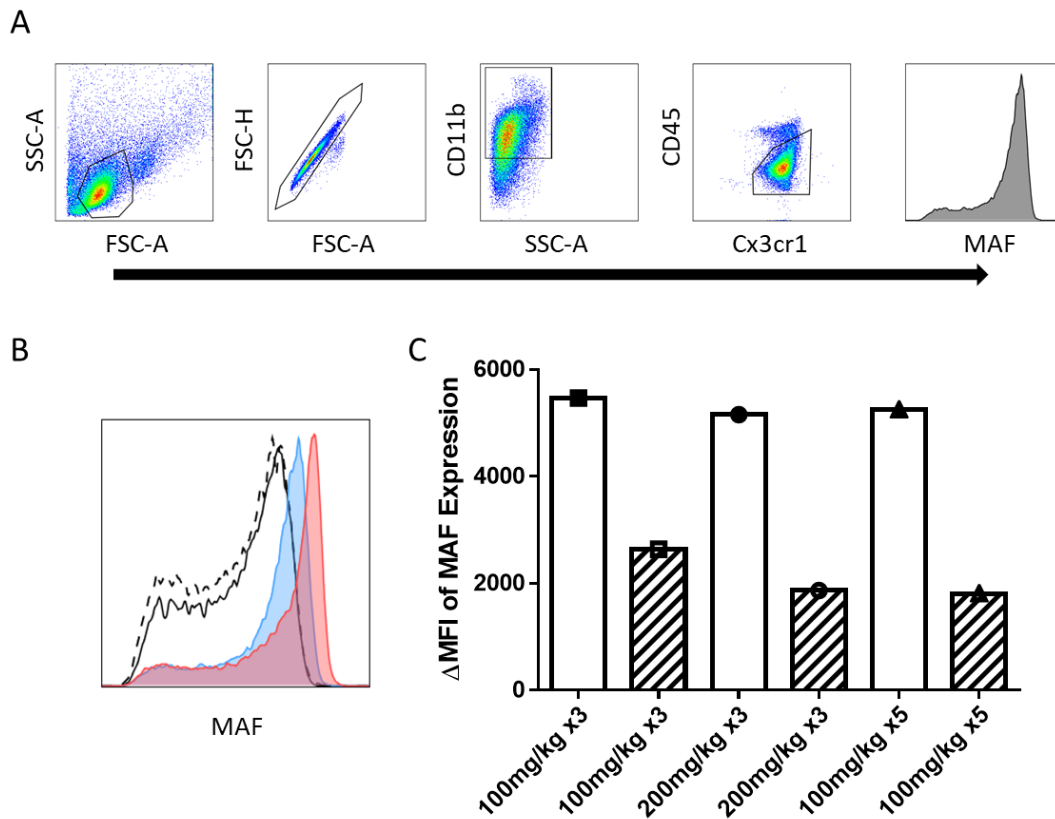 A
SSC-A
FSC-A
FSC-H
FSC-A
CD11b
SSC-A
CD45
Cx3cr1
MAF
B
MAF
C
ΔMFI of MAF Expression
6000
4000
2000
0
100mg/kg x3
100mg/kg x3
200mg/kg x3
200mg/kg x3
100mg/kg x5
100mg/kg x5